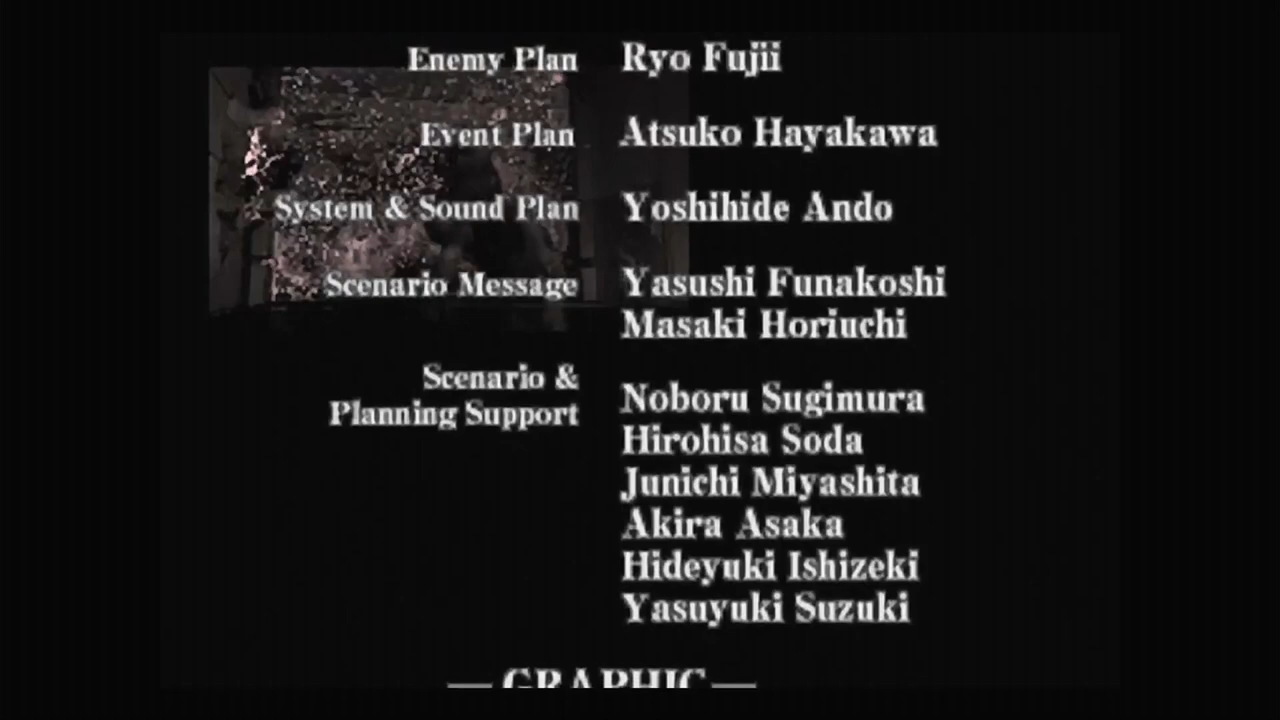 Enemy Plan Ryo Fujii
Event Plan Atsuko Hayakawa
System & Sound Plan Yoshihide Ando
Scenario Message Yasushi Funakoshi
Masaki Horiuchi
Scenario &
Planning Support Noboru Sugimura
Hirohisa Soda
Junichi Miyashita
Akira Asaka
Hideyuki Ishizeki
Yasuyuki Suzuki
— GRAPHIC —